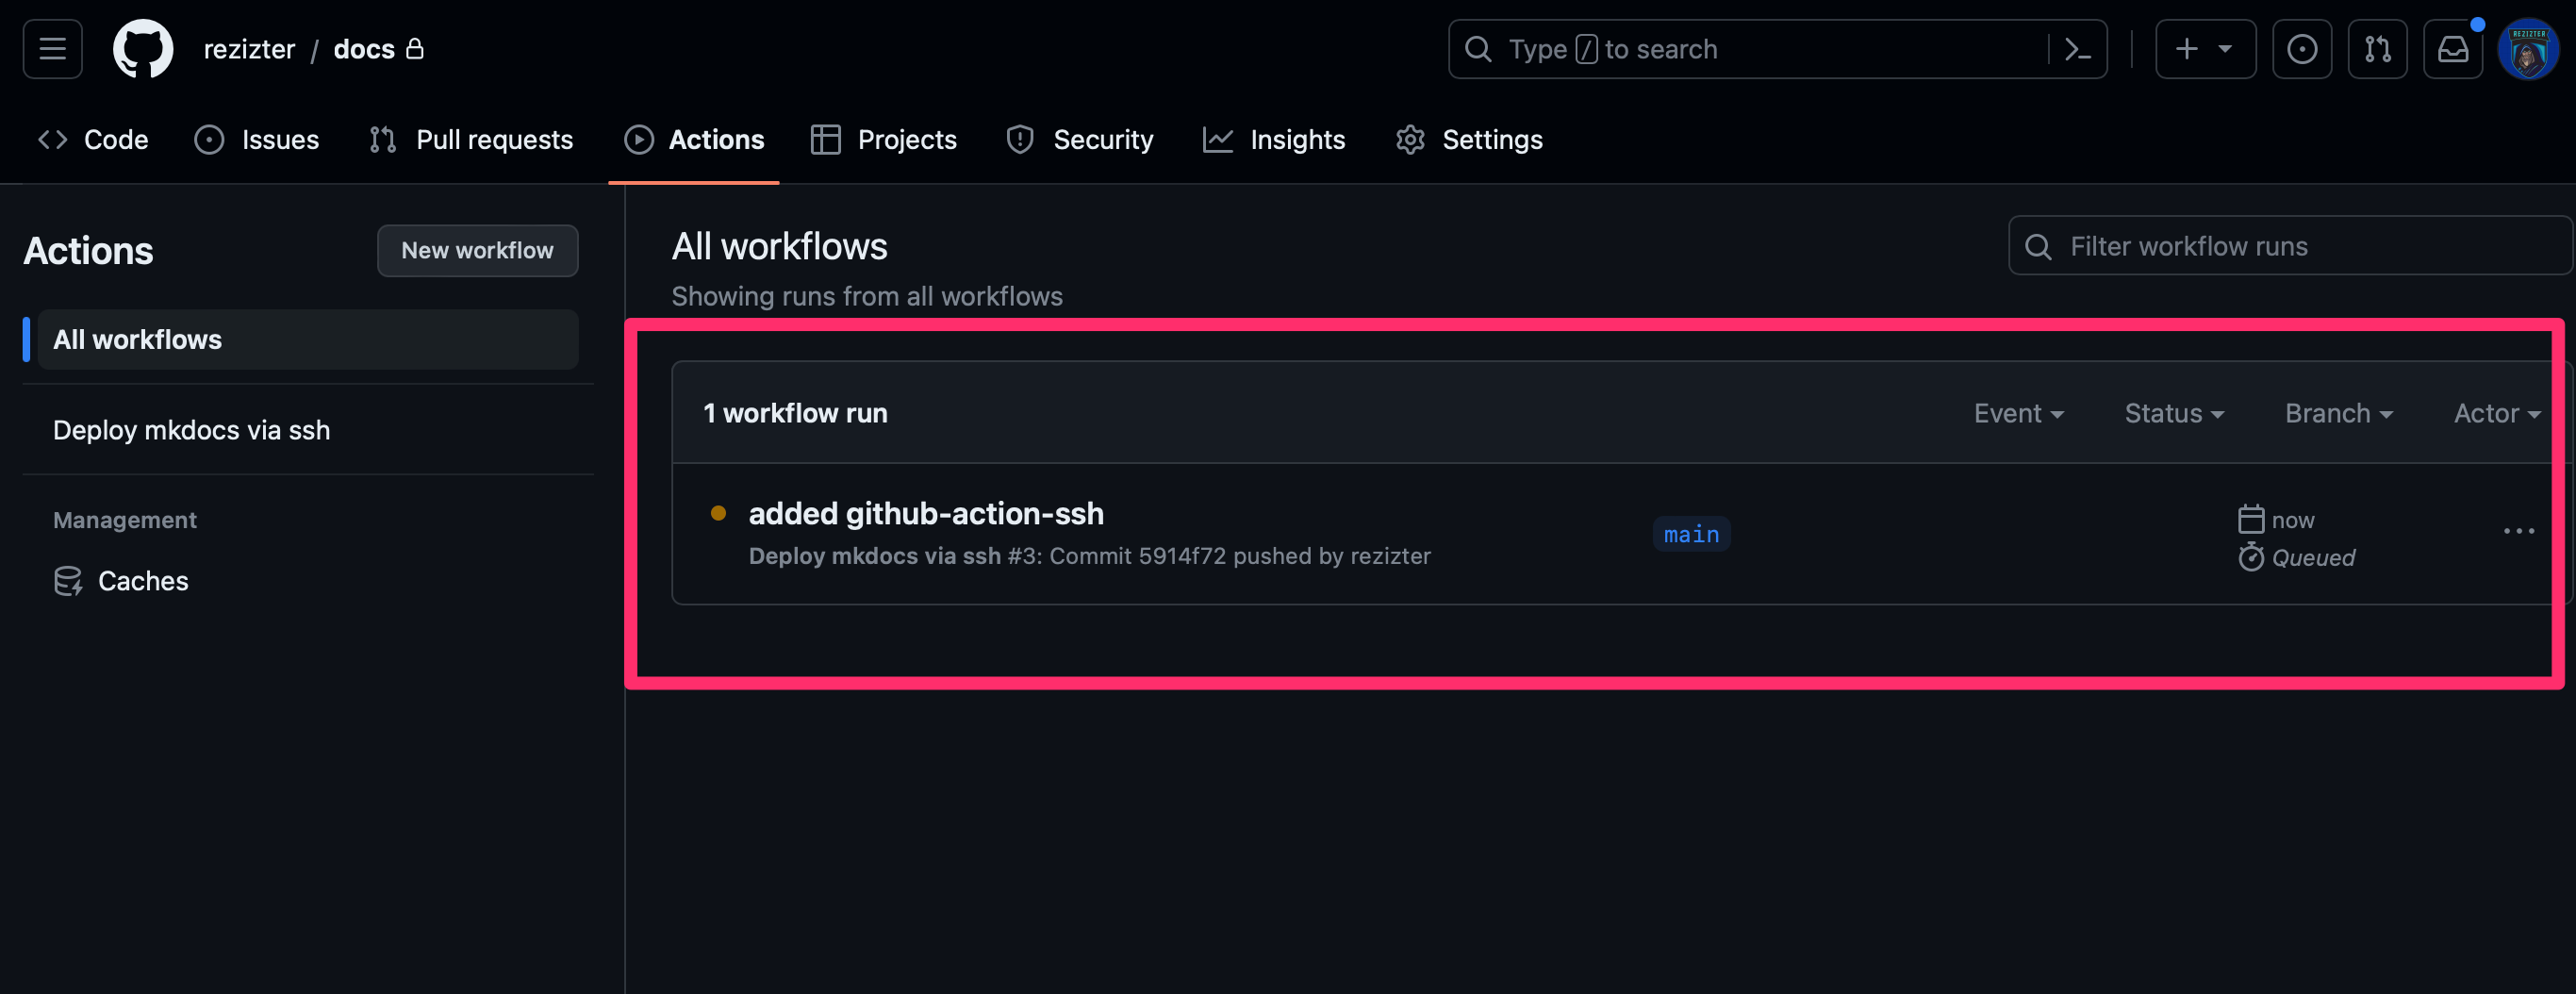 rezizter / docs
Type / to search
Code
Issues
Pull requests
Actions
Projects
Security
Insights
Settings
Actions
New workflow
All workflows
Deploy mkdocs via ssh
Management
Caches
All workflows
Showing runs from all workflows
Filter workflow runs
1 workflow run
Event
Status
Branch
Actor
added github-action-ssh
Deploy mkdocs via ssh #3: Commit 5914f72 pushed by rezizter
main
now
Queued
REZIZTER